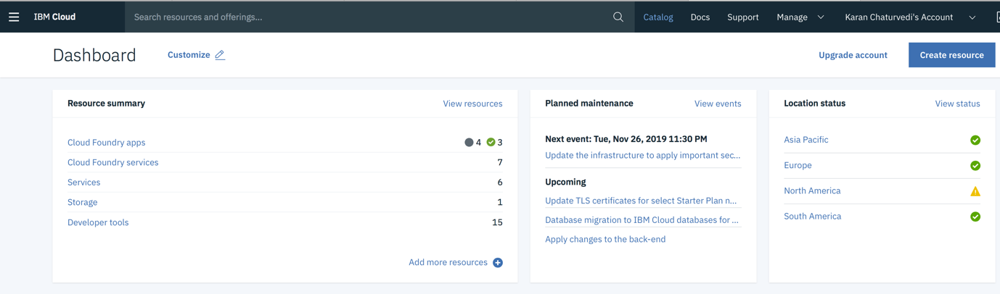 IBM Cloud
Search resources and offerings...
Catalog
Docs
Support
Manage
Karan Chaturvedi's Account
Dashboard
Customize
Upgrade account
Create resource
Resource summary
View resources
Cloud Foundry apps 4 3
Cloud Foundry services 7
Services 6
Storage 1
Developer tools 15
Add more resources
Planned maintenance
View events
Next event: Tue, Nov 26, 2019 11:30 PM
Update the infrastructure to apply important sec...
Upcoming
Update TLS certificates for select Starter Plan n...
Database migration to IBM Cloud databases for ...
Apply changes to the back-end
Location status
View status
Asia Pacific
Europe
North America
South America